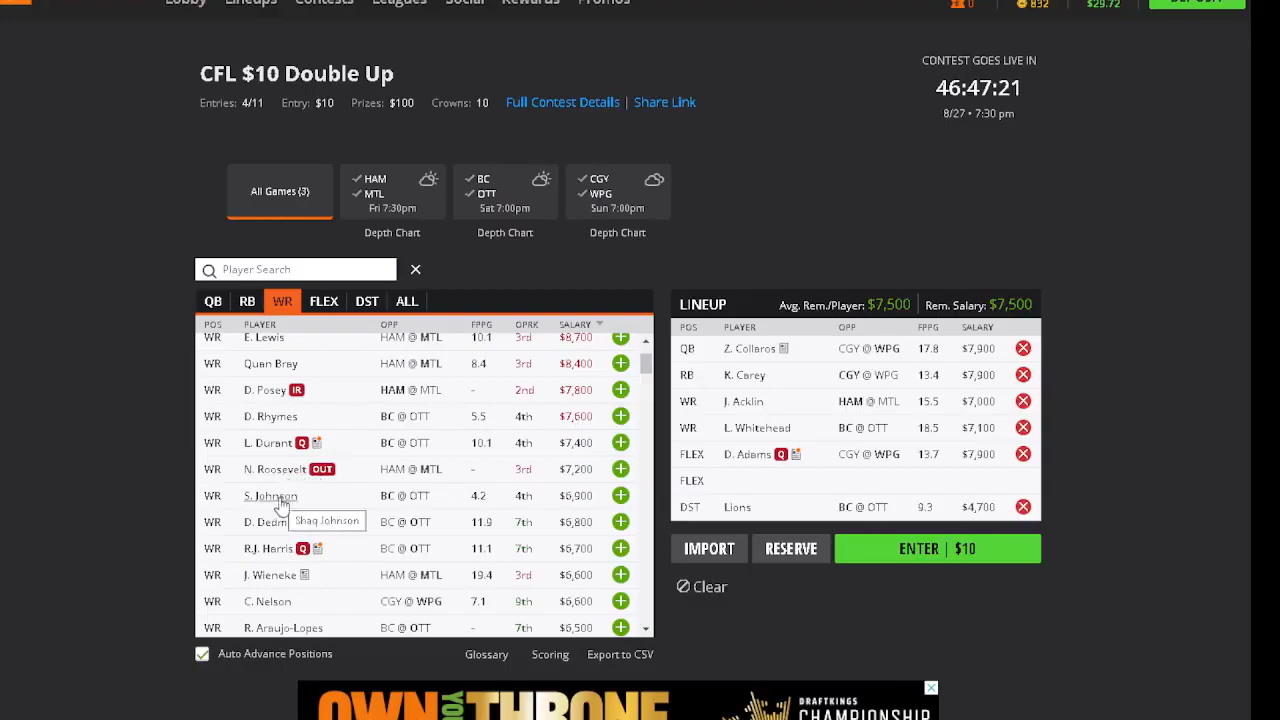 Lobby Lineups Contests Leagues Social Rewards Promos 0 832 $29.72 DEPOSIT
CFL $10 Double Up
Entries: 4/11 Entry: $10 Prizes: $100 Crowns: 10 Full Contest Details | Share Link
CONTEST GOES LIVE IN
46:47:21
8/27 • 7:30 pm
All Games (3)
HAM
MTL
Fri 7:30pm
Depth Chart
BC
OTT
Sat 7:00pm
Depth Chart
CGY
WPG
Sun 7:00pm
Depth Chart
Player Search
QB RB WR FLEX DST ALL
POS PLAYER OPP FPPG OPRK SALARY
WR E. Lewis HAM @ MTL 10.1 3rd $8,700
WR Quan Bray HAM @ MTL 8.4 3rd $8,400
WR D. Posey IR HAM @ MTL - 2nd $7,800
WR D. Rhymes BC @ OTT 5.5 4th $7,600
WR L. Durant Q BC @ OTT 10.1 4th $7,400
WR N. Roosevelt OUT HAM @ MTL - 3rd $7,200
WR S. Johnson BC @ OTT 4.2 4th $6,900
Shaq Johnson
WR D. Dedm BC @ OTT 11.9 7th $6,800
WR R.J. Harris Q BC @ OTT 11.1 7th $6,700
WR J. Wieneke HAM @ MTL 19.4 3rd $6,600
WR C. Nelson CGY @ WPG 7.1 9th $6,600
WR R. Araujo-Lopes BC @ OTT - 7th $6,500
Auto Advance Positions Glossary Scoring Export to CSV
LINEUP Avg. Rem./Player: $7,500 Rem. Salary: $7,500
POS PLAYER OPP FPPG SALARY
QB Z. Collaros CGY @ WPG 17.8 $7,900
RB K. Carey CGY @ WPG 13.4 $7,900
WR J. Acklin HAM @ MTL 15.5 $7,000
WR L. Whitehead BC @ OTT 18.5 $7,100
FLEX D. Adams Q CGY @ WPG 13.7 $7,900
FLEX
DST Lions BC @ OTT 9.3 $4,700
IMPORT RESERVE ENTER | $10
Clear
OWN YOUR THRONE
DRAFTKINGS
CHAMPIONSHIP